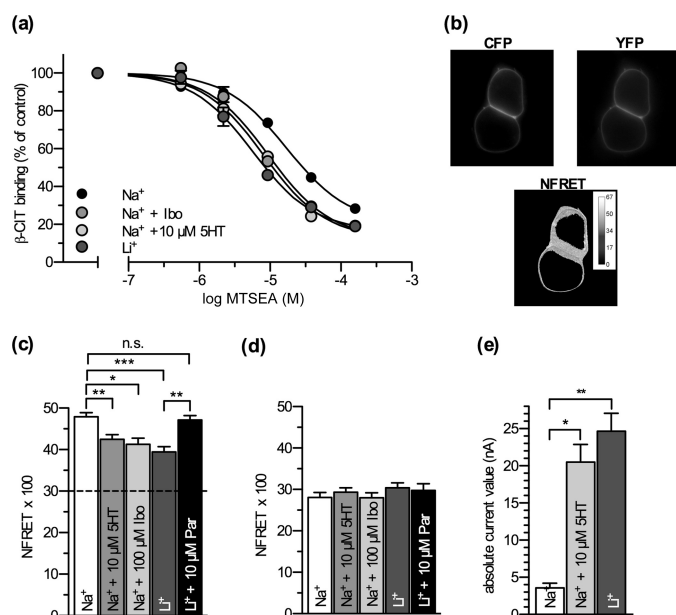 (a)
β-CIT binding (% of control)
120
100
80
60
40
20
0
Na⁺
Na⁺ + Ibo
Na⁺ +10 µM 5HT
Li⁺
-7
-6
-5
-4
-3
log MTSEA (M)
(b)
CFP
YFP
NFRET
67
50
34
17
0
(c)
n.s.
***
*
**
**
NFRET x 100
50
40
30
20
10
0
Na⁺
Na⁺ + 10 µM 5HT
Na⁺ + 100 µM Ibo
Li⁺
Li⁺ + 10 µM Par
(d)
NFRET x 100
50
40
30
20
10
0
Na⁺
Na⁺ + 10 µM 5HT
Na⁺ + 100 µM Ibo
Li⁺
Li⁺ + 10 µM Par
(e)
**
*
absolute current value (nA)
25
20
15
10
5
0
Na⁺
Na⁺ + 10 µM 5HT
Li⁺